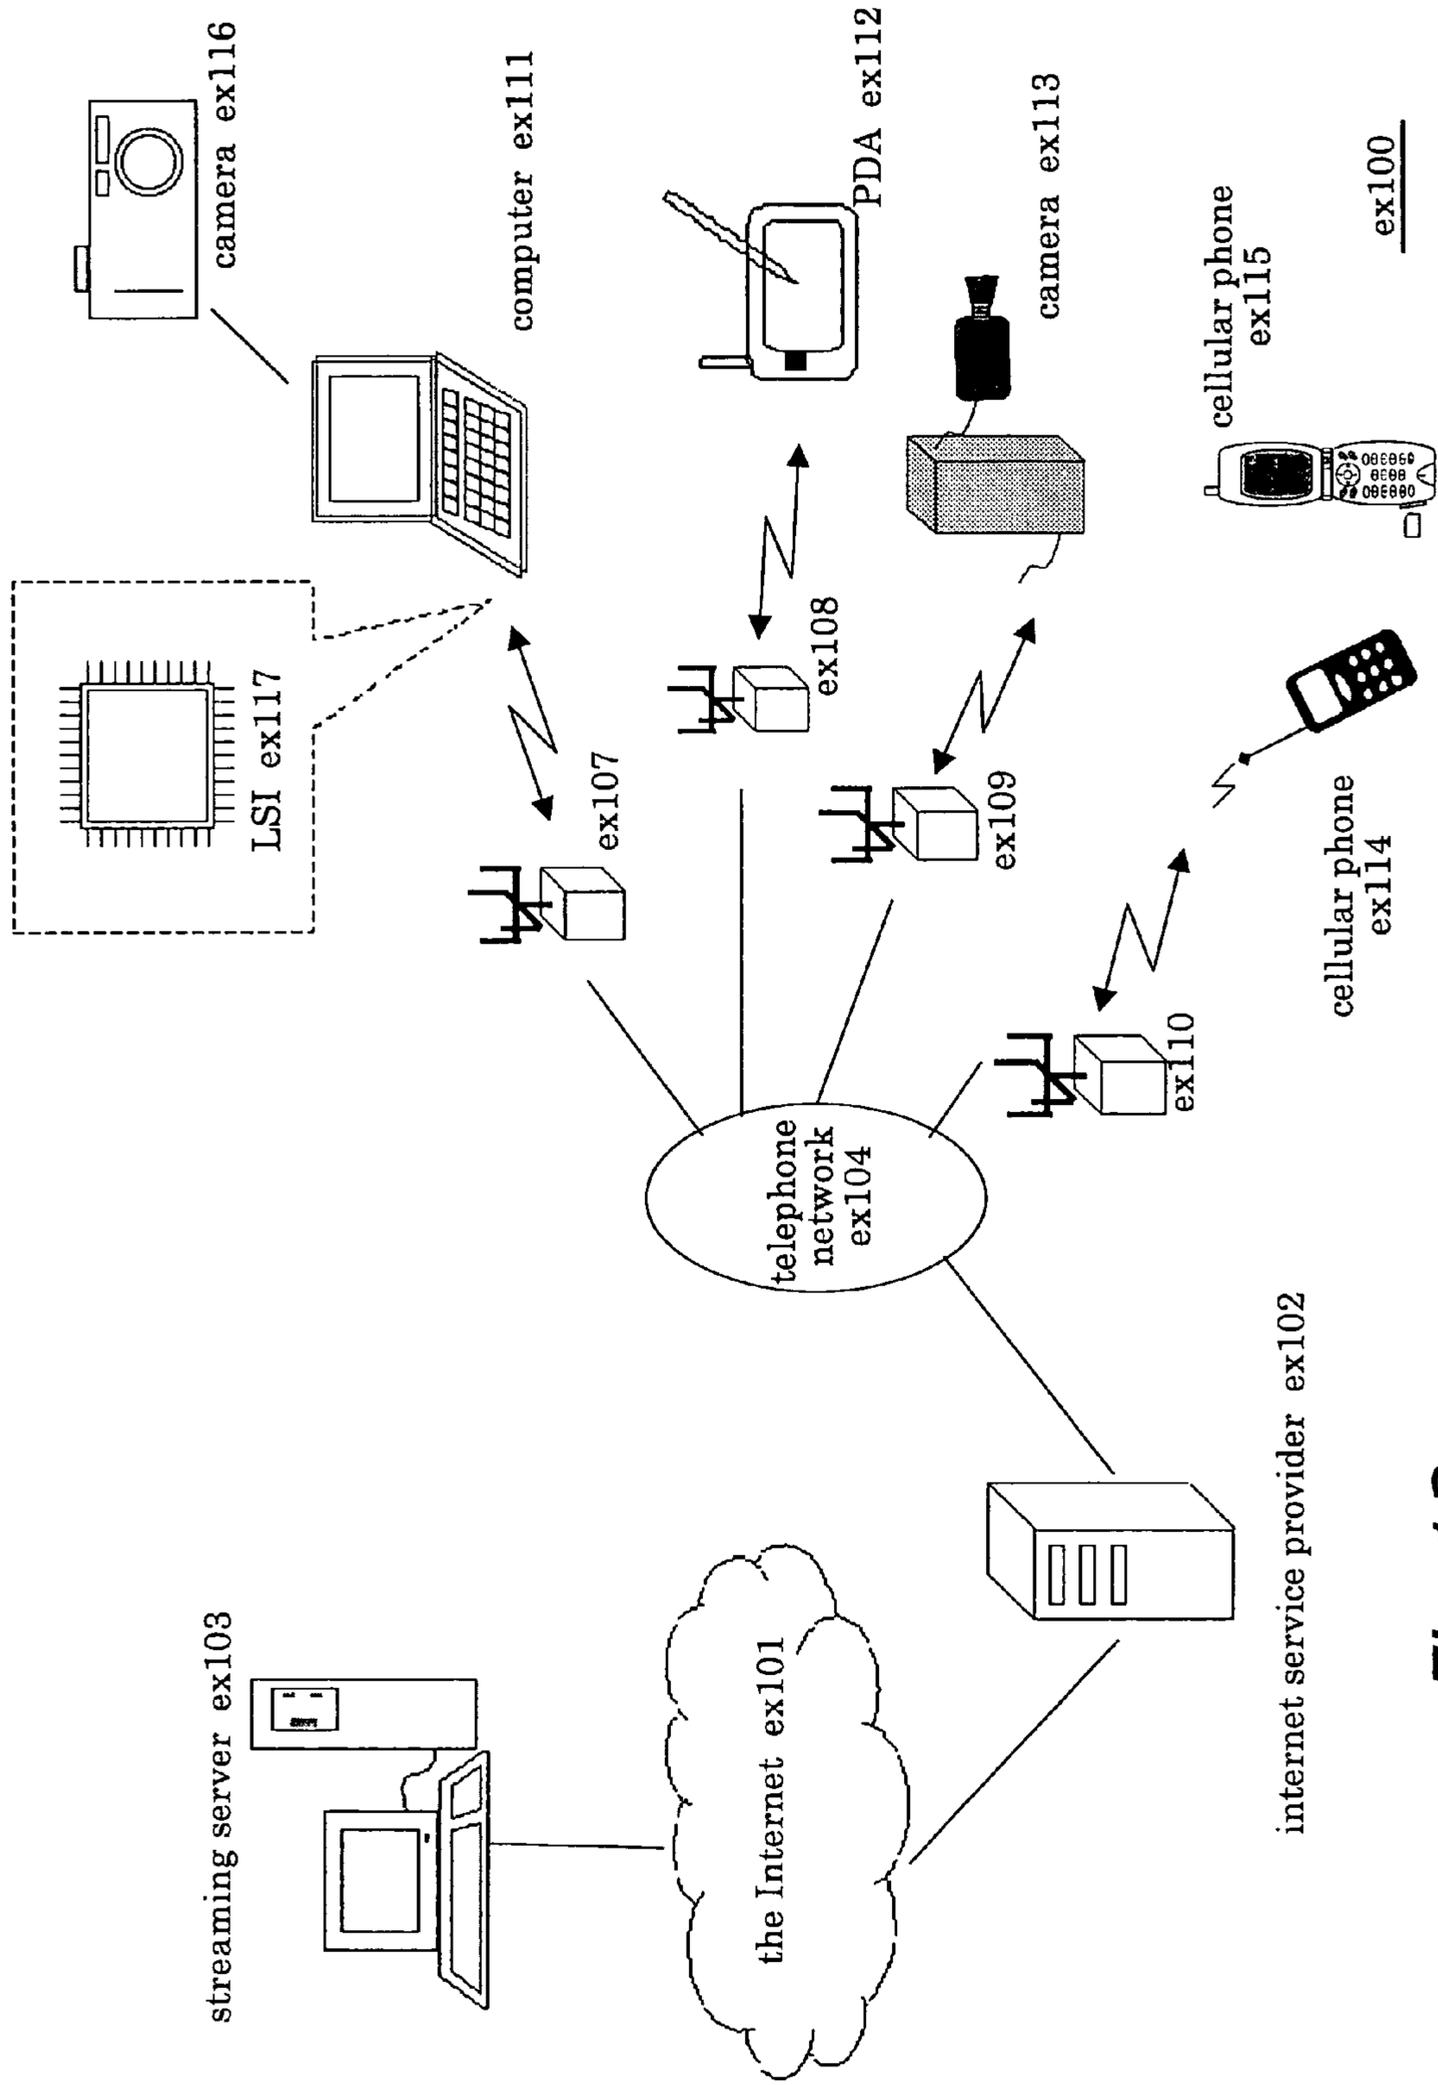 streaming server ex103
the Internet ex101
internet service provider ex102
telephone
network
ex104
LSI ex117
camera ex116
computer ex111
ex107
PDA ex112
ex108
camera ex113
ex109
ex110
cellular phone
ex114
cellular phone
ex115
ex100